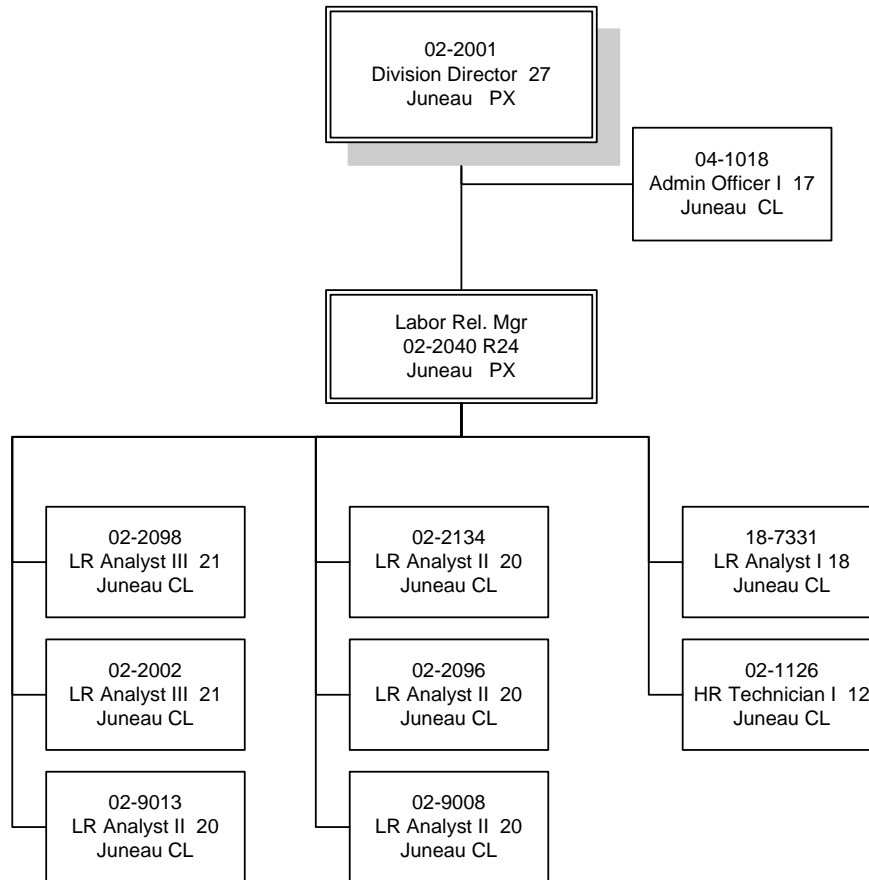 02-2001
Division Director  27
Juneau   PX
04-1018
Admin Officer I  17
Juneau  CL
Labor Rel. Mgr
02-2040 R24
Juneau   PX
02-2098
LR Analyst III  21
Juneau CL
02-2134
LR Analyst II  20
Juneau CL
18-7331
LR Analyst I 18
Juneau CL
02-2002
LR Analyst III  21
Juneau CL
02-2096
LR Analyst II  20
Juneau CL
02-1126
HR Technician I  12
Juneau CL
02-9013
LR Analyst II  20
Juneau CL
02-9008
LR Analyst II  20
Juneau CL